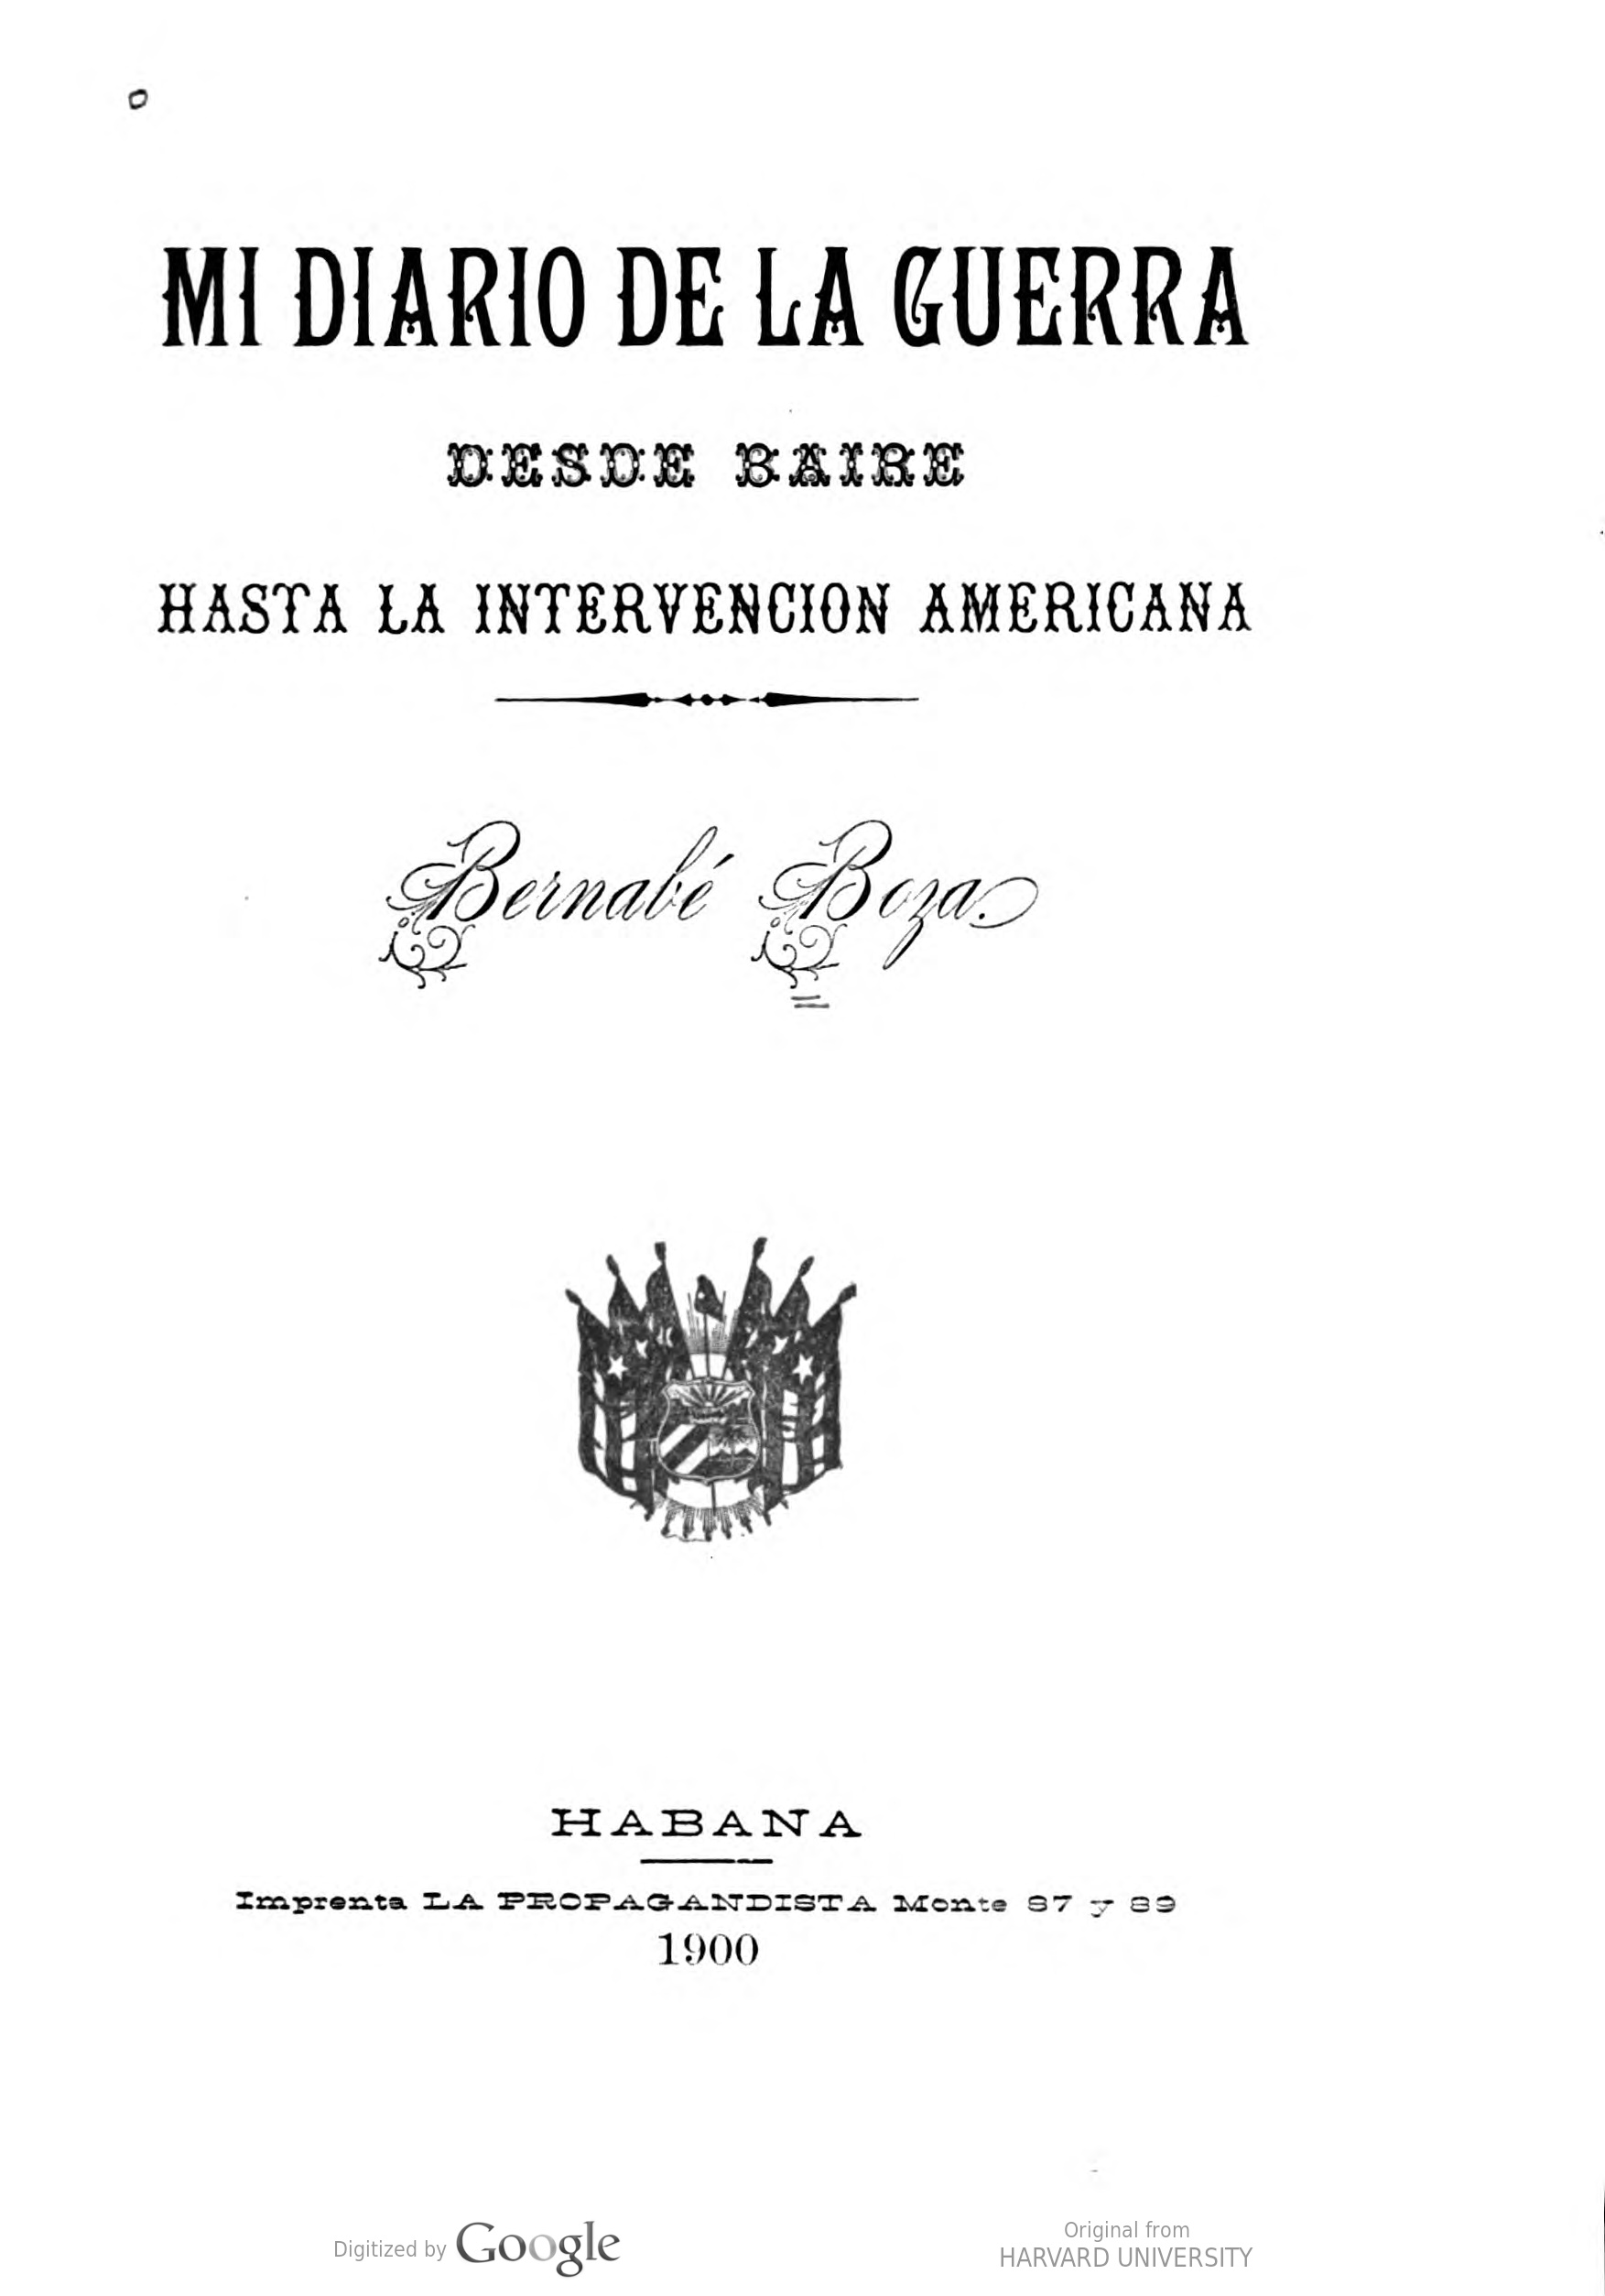 MI DIARIO DE LA GUERRA
DESDE BAIRE
HASTA LA INTERVENCION AMERICANA
Bernabé Boza.
HABANA
Imprenta LA PROPAGANDISTA Monte 87 y 89
1900
Digitized by Google
Original from
HARVARD UNIVERSITY